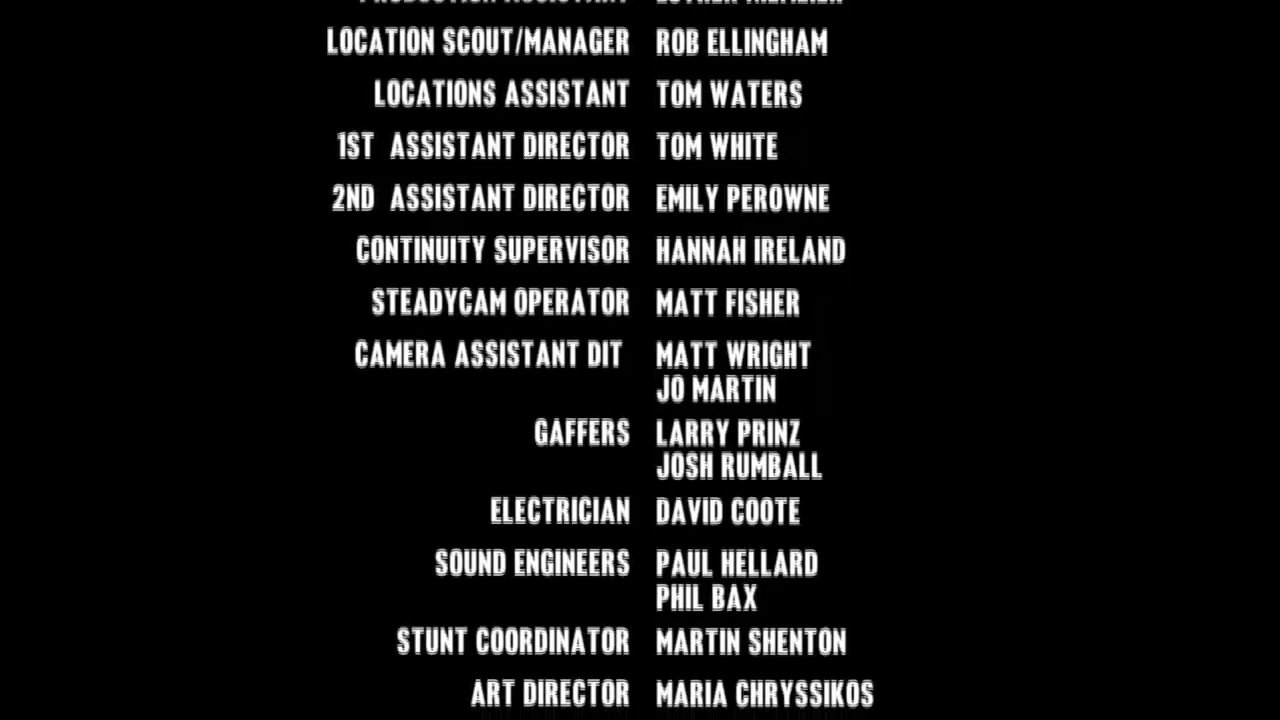 PRODUCTION ASSISTANT
LOCATION SCOUT/MANAGER ROB ELLINGHAM
LOCATIONS ASSISTANT TOM WATERS
1ST ASSISTANT DIRECTOR TOM WHITE
2ND ASSISTANT DIRECTOR EMILY PEROWNE
CONTINUITY SUPERVISOR HANNAH IRELAND
STEADYCAM OPERATOR MATT FISHER
CAMERA ASSISTANT DIT MATT WRIGHT
JO MARTIN
GAFFERS LARRY PRINZ
JOSH RUMBALL
ELECTRICIAN DAVID COOTE
SOUND ENGINEERS PAUL HELLARD
PHIL BAX
STUNT COORDINATOR MARTIN SHENTON
ART DIRECTOR MARIA CHRYSSIKOS